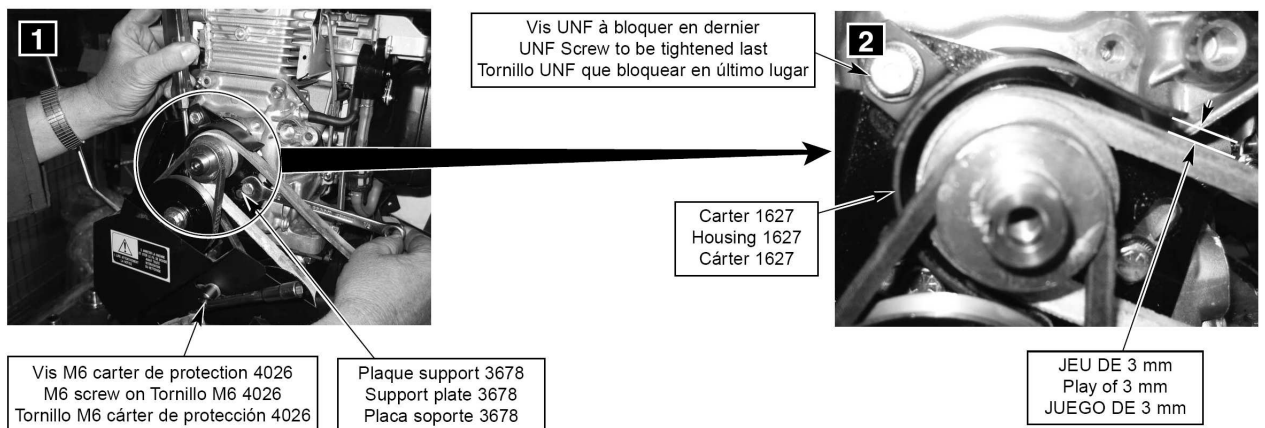 1
Vis UNF à bloquer en dernier
UNF Screw to be tightened last
Tornillo UNF que bloquear en último lugar
2
Carter 1627
Housing 1627
Cárter 1627
Vis M6 carter de protection 4026
M6 screw on Tornillo M6 4026
Tornillo M6 cárter de protección 4026
Plaque support 3678
Support plate 3678
Placa soporte 3678
JEU DE 3 mm
Play of 3 mm
JUEGO DE 3 mm